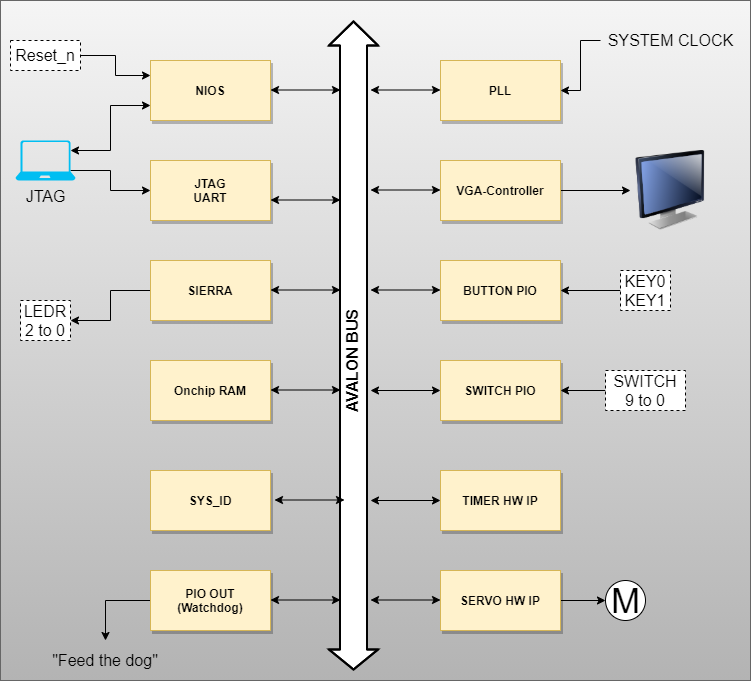 Reset_n
SYSTEM CLOCK
NIOS
PLL
JTAG
JTAG
UART
VGA-Controller
SIERRA
BUTTON PIO
KEY0
KEY1
LEDR
2 to 0
AVALON BUS
Onchip RAM
SWITCH PIO
SWITCH
9 to 0
SYS_ID
TIMER HW IP
PIO OUT
(Watchdog)
SERVO HW IP
M
"Feed the dog"